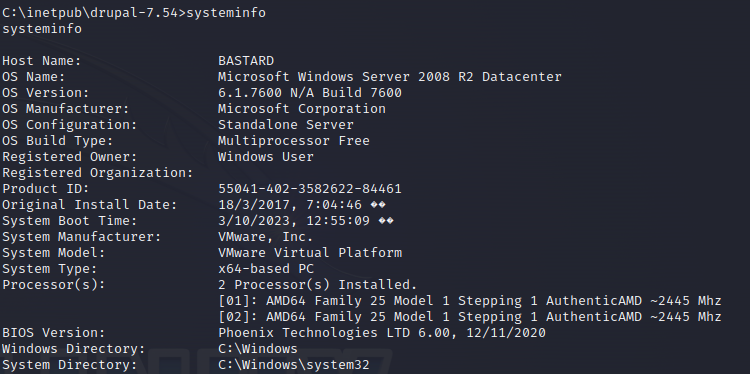 C:\inetpub\drupal-7.54>systeminfo
systeminfo
Host Name: BASTARD
OS Name: Microsoft Windows Server 2008 R2 Datacenter
OS Version: 6.1.7600 N/A Build 7600
OS Manufacturer: Microsoft Corporation
OS Configuration: Standalone Server
OS Build Type: Multiprocessor Free
Registered Owner: Windows User
Registered Organization:
Product ID: 55041-402-3582622-84461
Original Install Date: 18/3/2017, 7:04:46 ��
System Boot Time: 3/10/2023, 12:55:09 ��
System Manufacturer: VMware, Inc.
System Model: VMware Virtual Platform
System Type: x64-based PC
Processor(s): 2 Processor(s) Installed.
[01]: AMD64 Family 25 Model 1 Stepping 1 AuthenticAMD ~2445 Mhz
[02]: AMD64 Family 25 Model 1 Stepping 1 AuthenticAMD ~2445 Mhz
BIOS Version: Phoenix Technologies LTD 6.00, 12/11/2020
Windows Directory: C:\Windows
System Directory: C:\Windows\system32